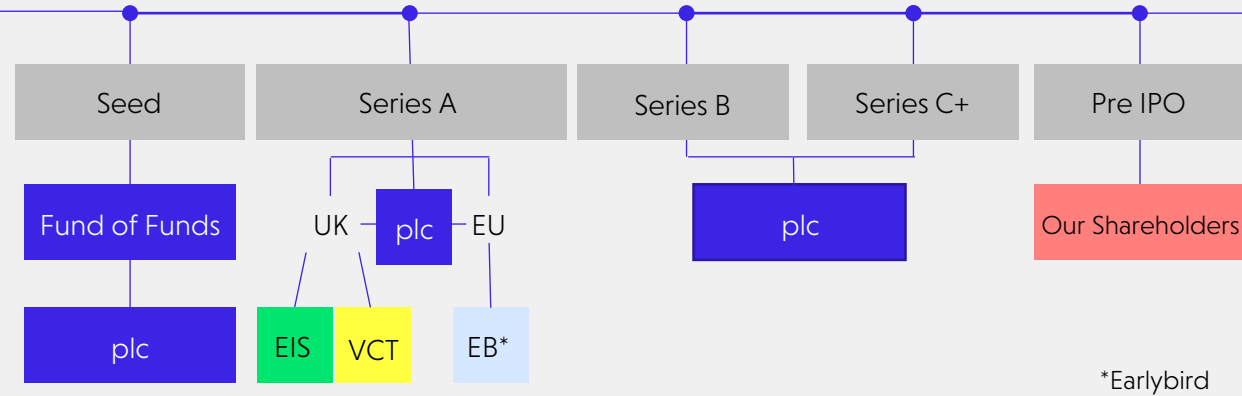 Seed
Series A
Series B
Series C+
Pre IPO
Fund of Funds
UK
plc
EU
plc
Our Shareholders
plc
EIS
VCT
EB*
*Earlybird